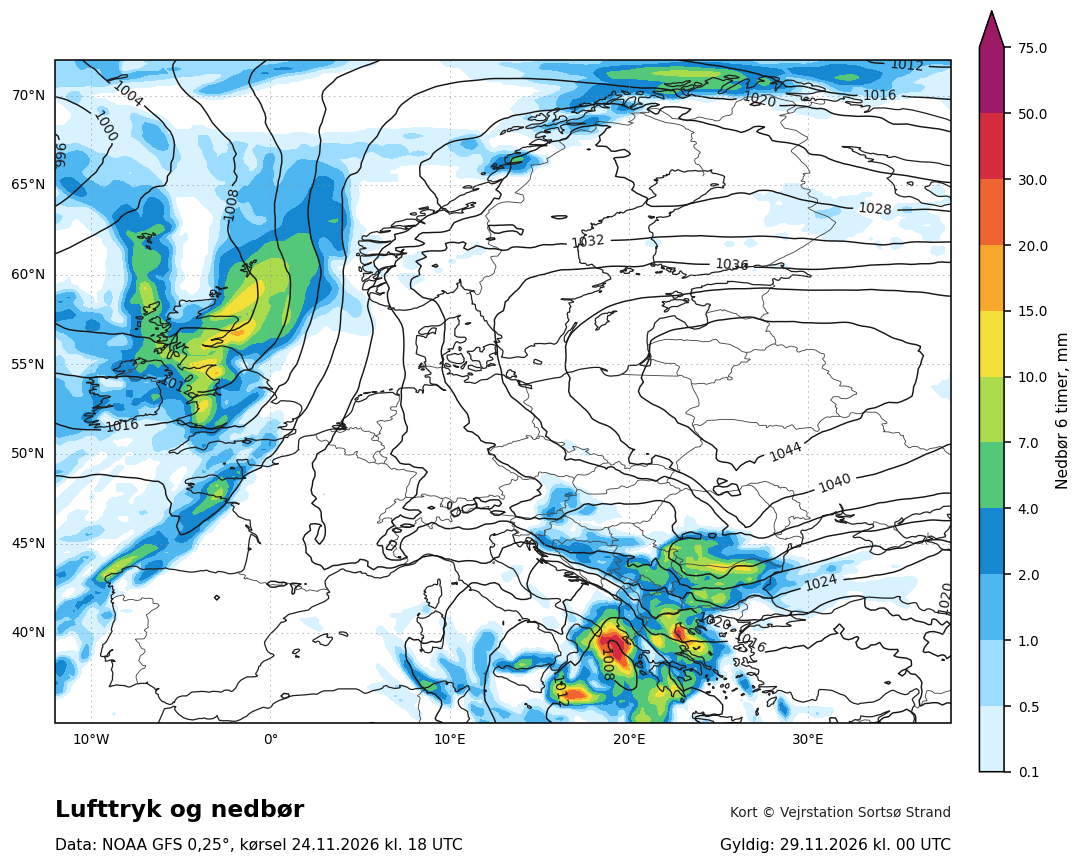 1012
1004
1016
70°N
1020
1000
996
65°N
1008
1028
1032
1036
60°N
55°N
1012
1016
50°N
1044
1040
45°N
1024
1020
40°N
1020
1016
1008
1012
10°W
0°
10°E
20°E
30°E
75.0
50.0
30.0
20.0
15.0
10.0
7.0
4.0
2.0
1.0
0.5
0.1
Nedbør 6 timer, mm
Lufttryk og nedbør
Kort © Vejrstation Sortsø Strand
Data: NOAA GFS 0,25°, kørsel 24.11.2026 kl. 18 UTC
Gyldig: 29.11.2026 kl. 00 UTC